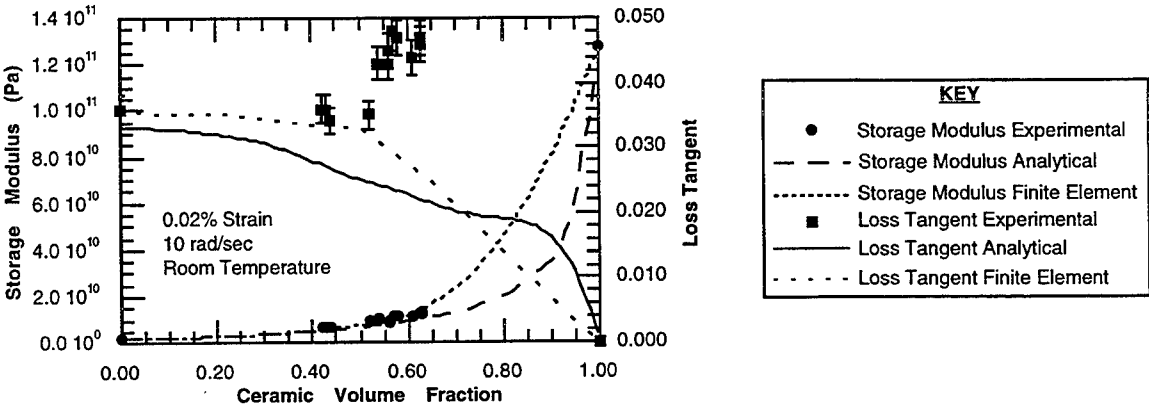 1.4 10¹¹
1.2 10¹¹
1.0 10¹¹
8.0 10¹⁰
6.0 10¹⁰
4.0 10¹⁰
2.0 10¹⁰
0.0 10⁰
Storage Modulus (Pa)
0.02% Strain
10 rad/sec
Room Temperature
0.00 0.20 0.40 0.60 0.80 1.00
Ceramic Volume Fraction
0.050
0.040
0.030
0.020
0.010
0.000
Loss Tangent
KEY
Storage Modulus Experimental
Storage Modulus Analytical
Storage Modulus Finite Element
Loss Tangent Experimental
Loss Tangent Analytical
Loss Tangent Finite Element